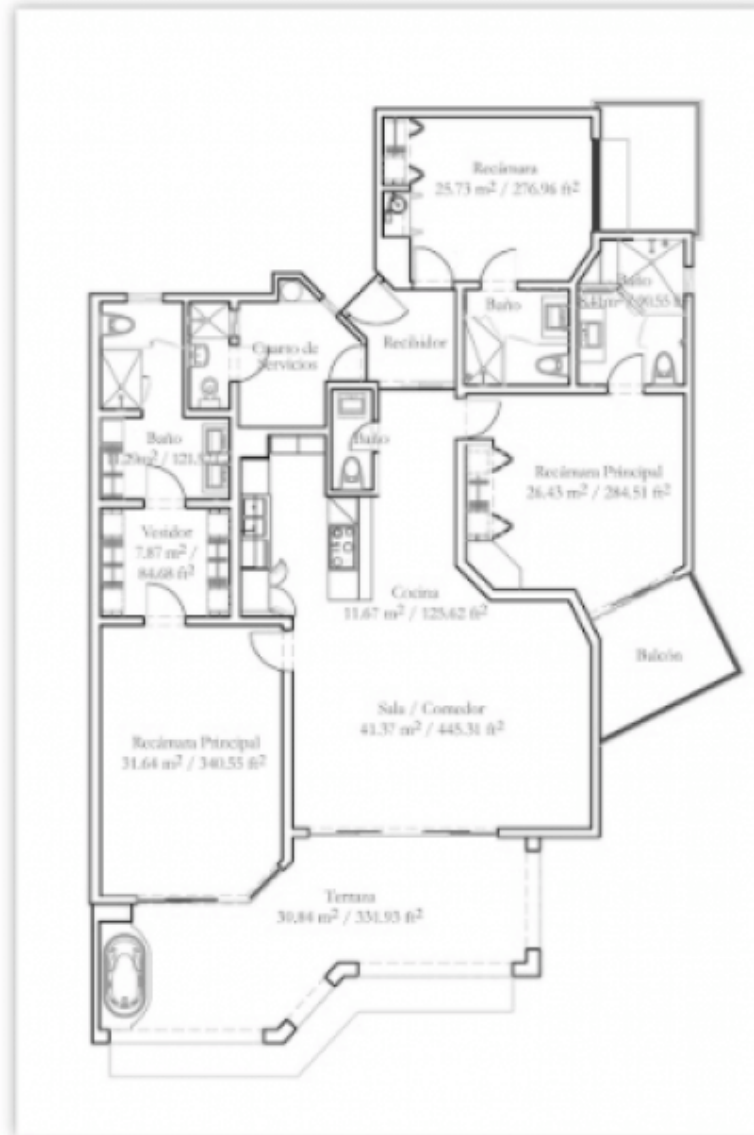 Recámara
25.73 m² / 276.96 ft²
Baño
Baño
90.55
Recibidor
Cuarto de
Servicios
Baño
Baño
Recámara Principal
26.43 m² / 284.51 ft²
Vestidor
7.87 m² /
84.68 ft²
Cocina
11.67 m² / 125.62 ft²
Balcón
Sala / Comedor
41.37 m² / 445.31 ft²
Recámara Principal
31.64 m² / 340.55 ft²
Terraza
30.84 m² / 331.93 ft²